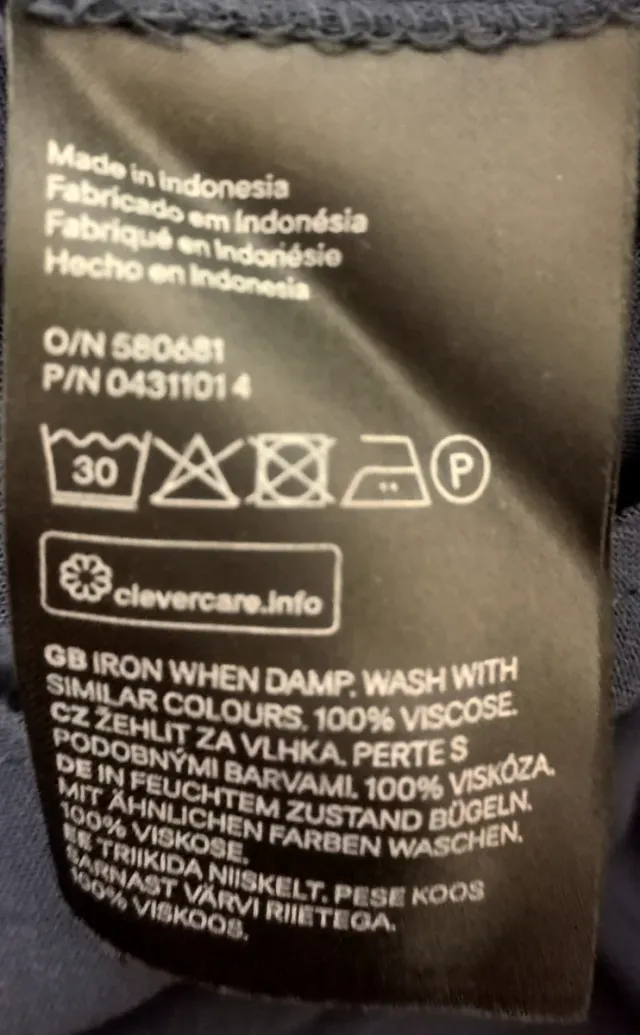 Made in Indonesia
Fabricado em Indonésia
Fabriqué en Indonésie
Hecho en Indonesia
O/N 580681
P/N 04311014
30
P
clevercare.info
GB IRON WHEN DAMP. WASH WITH
SIMILAR COLOURS. 100% VISCOSE.
CZ ŽEHLIT ZA VLHKA. PERTE S
PODOBNÝMI BARVAMI. 100% VISKÓZA.
DE IN FEUCHTEM ZUSTAND BÜGELN.
MIT ÄHNLICHEN FARBEN WASCHEN.
100% VISKOSE.
EE TRIIKIDA NIISKELT. PESE KOOS
SARNAST VÄRVI RIIETEGA.
100% VISKOOS.